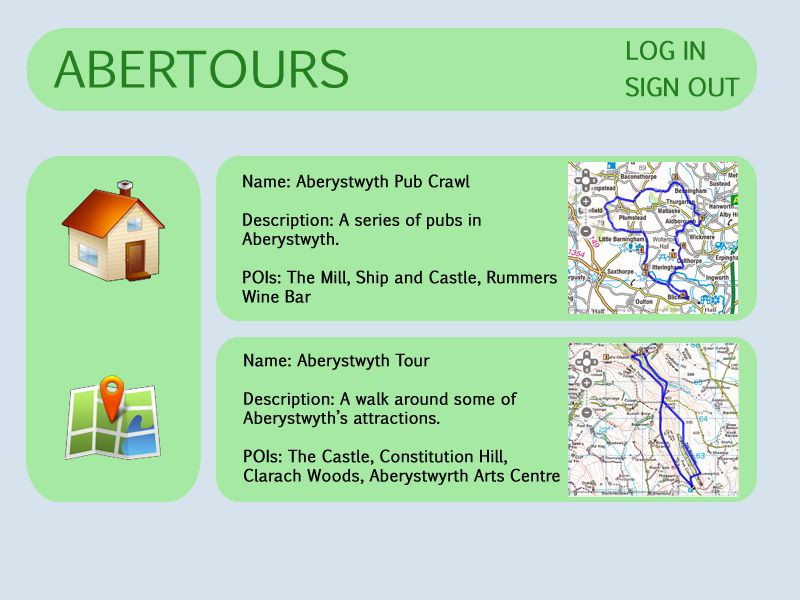 ABERTOURS
LOG IN
SIGN OUT
Name: Aberystwyth Pub Crawl
Description: A series of pubs in
Aberystwyth.
POIs: The Mill, Ship and Castle, Rummers
Wine Bar
Baconsthorpe
Bessingham
Sustead
Thurgarton
Plumstead
Matlaske
Aldborough
Hanworth
Alby Hi
Wickmere
Little Barningham
Calthorpe
Erpingha
Saxthorpe
Itteringham
Ingworth
Oulton
Name: Aberystwyth Tour
Description: A walk around some of
Aberystwyth's attractions.
POIs: The Castle, Constitution Hill,
Clarach Woods, Aberystwyrth Arts Centre